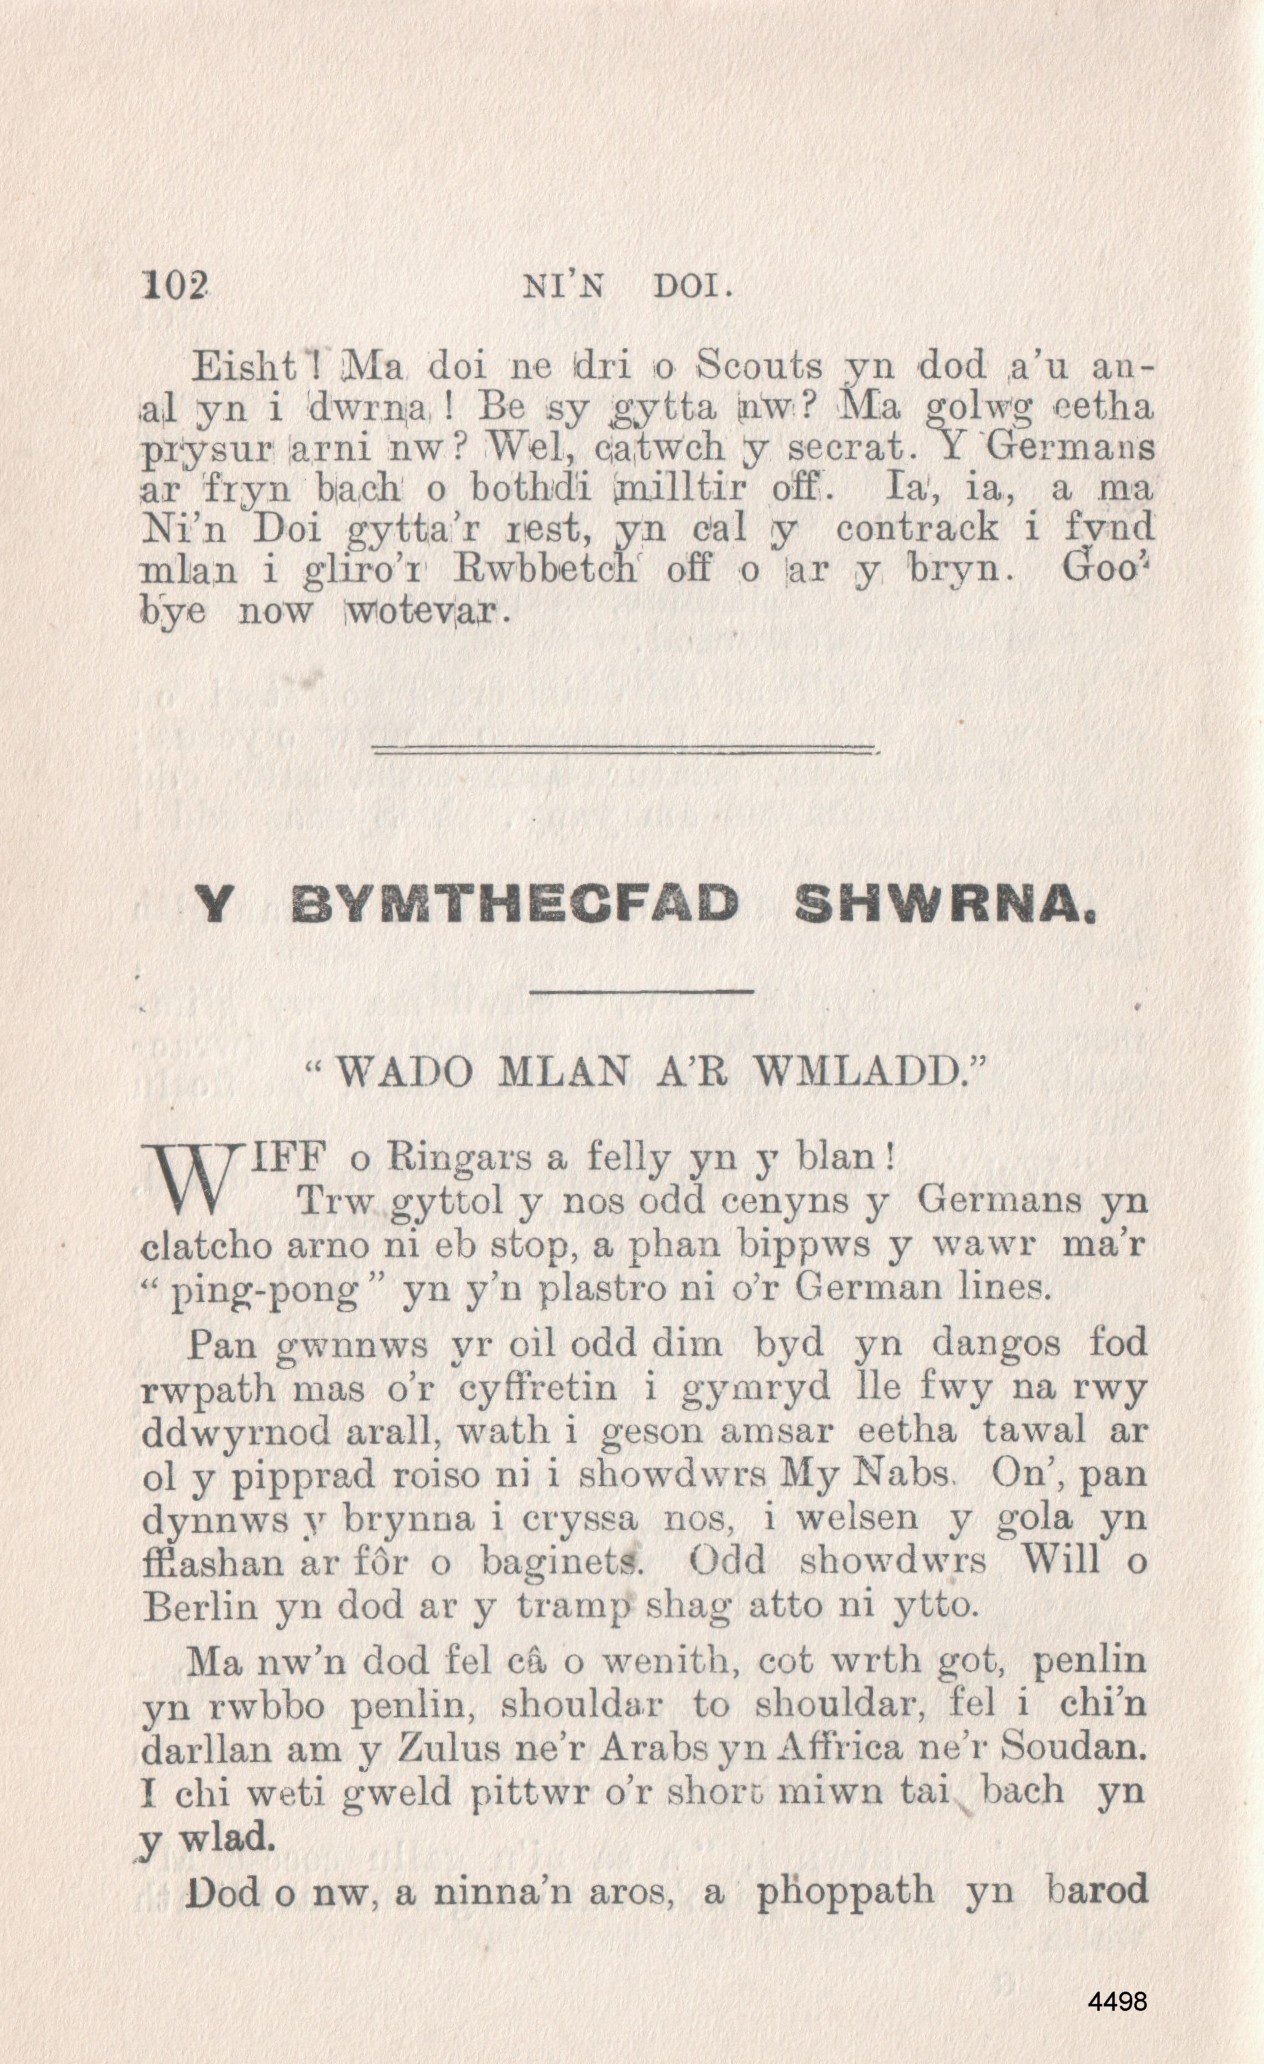 102 NI'N DOI.
Eisht! Ma doi ne dri o Scouts yn dod a'u an-
al yn i dwrna! Be sy gytta nw? Ma golwg eetha
prysur arni nw? Wel, catwch y secrat. Y Germans
ar fryn bach o bothdi milltir off. Ia, ia, a ma
Ni'n Doi gytta'r rest, yn cal y contrack i fynd
mlan i gliro'r Rwbbetch off o ar y bryn. Goo'
bye now wotevar.
Y BYMTHECFAD SHWRNA.
"WADO MLAN A'R WMLADD."
WIFF o Ringars a felly yn y blan!
Trw gyttol y nos odd cenyns y Germans yn
clatcho arno ni eb stop, a phan bippws y wawr ma'r
"ping-pong" yn y'n plastro ni o'r German lines.
Pan gwnnws yr oil odd dim byd yn dangos fod
rwpath mas o'r cyffretin i gymryd lle fwy na rwy
ddwyrnod arall, wath i geson amsar eetha tawal ar
ol y pipprad roiso ni i showdwrs My Nabs. On', pan
dynnws y brynna i cryssa nos, i welsen y gola yn
fflashan ar fôr o baginets. Odd showdwrs Will o
Berlin yn dod ar y tramp shag atto ni ytto.
Ma nw'n dod fel câ o wenith, cot wrth got, penlin
yn rwbbo penlin, shouldar to shouldar, fel i chi'n
darllan am y Zulus ne'r Arabs yn Affrica ne'r Soudan.
I chi weti gweld pittwr o'r short miwn tai bach yn
y wlad.
Dod o nw, a ninna'n aros, a phoppath yn barod
4498